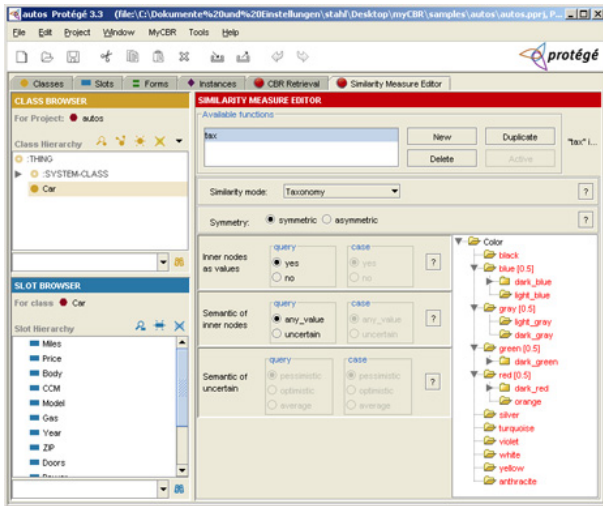 autos Protégé 3.3 (file:\C:\Dokumente%20und%20Einstellungen\stahl\Desktop\myCBR\samples\autos\autos.pprj, P...
File Edit Project Window MyCBR Tools Help
protégé
Classes Slots Forms Instances CBR Retrieval Similarity Measure Editor
CLASS BROWSER
For Project: autos
Class Hierarchy
:THING
:SYSTEM-CLASS
Car
SLOT BROWSER
For class Car
Slot Hierarchy
Miles
Price
Body
CCM
Model
Gas
Year
ZIP
Doors
SIMILARITY MEASURE EDITOR
Available functions
tax
New Duplicate
Delete Active
"tax" i...
Similarity mode: Taxonomy ?
Symmetry: symmetric asymmetric ?
Inner nodes as values
query
yes
no
case
yes
no
?
Semantic of inner nodes
query
any_value
uncertain
case
any_value
uncertain
?
Semantic of uncertain
query
pessimistic
optimistic
average
case
pessimistic
optimistic
average
?
Color
black
blue [0.5]
dark_blue
light_blue
gray [0.5]
light_gray
dark_gray
green [0.5]
dark_green
red [0.5]
dark_red
orange
silver
turquoise
violet
white
yellow
anthracite